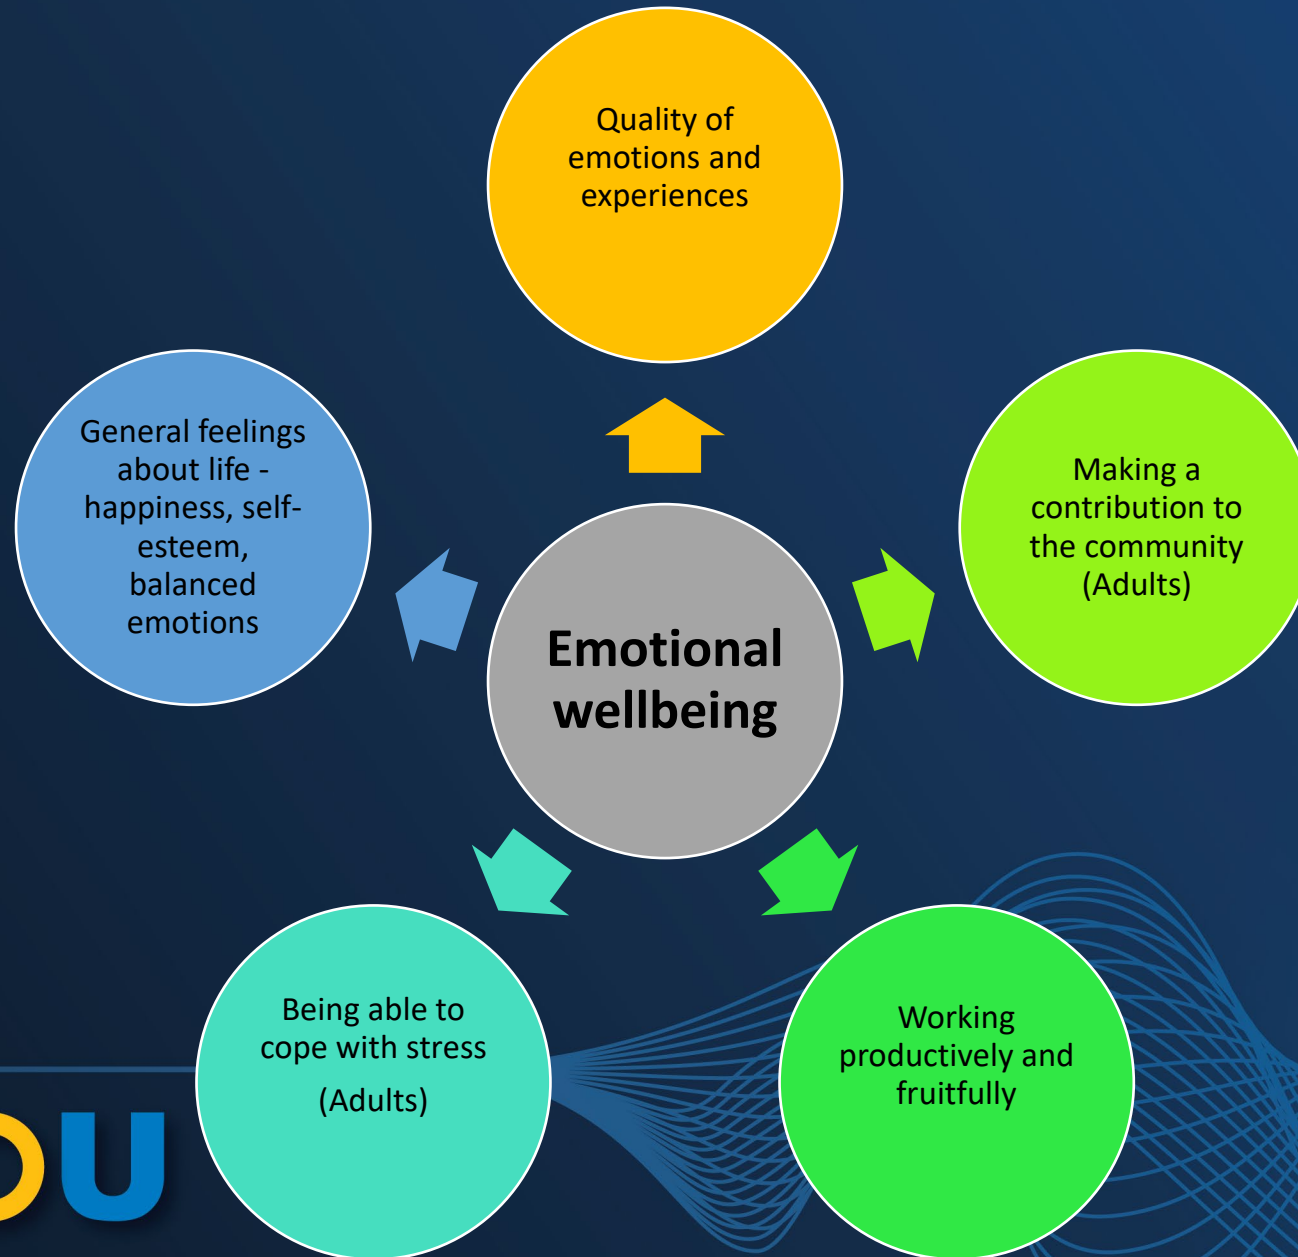 Quality of
emotions and
experiences
General feelings
about life -
happiness, self-
esteem,
balanced
emotions
Making a
contribution to
the community
(Adults)
Emotional
wellbeing
Being able to
cope with stress
(Adults)
Working
productively and
fruitfully
OU